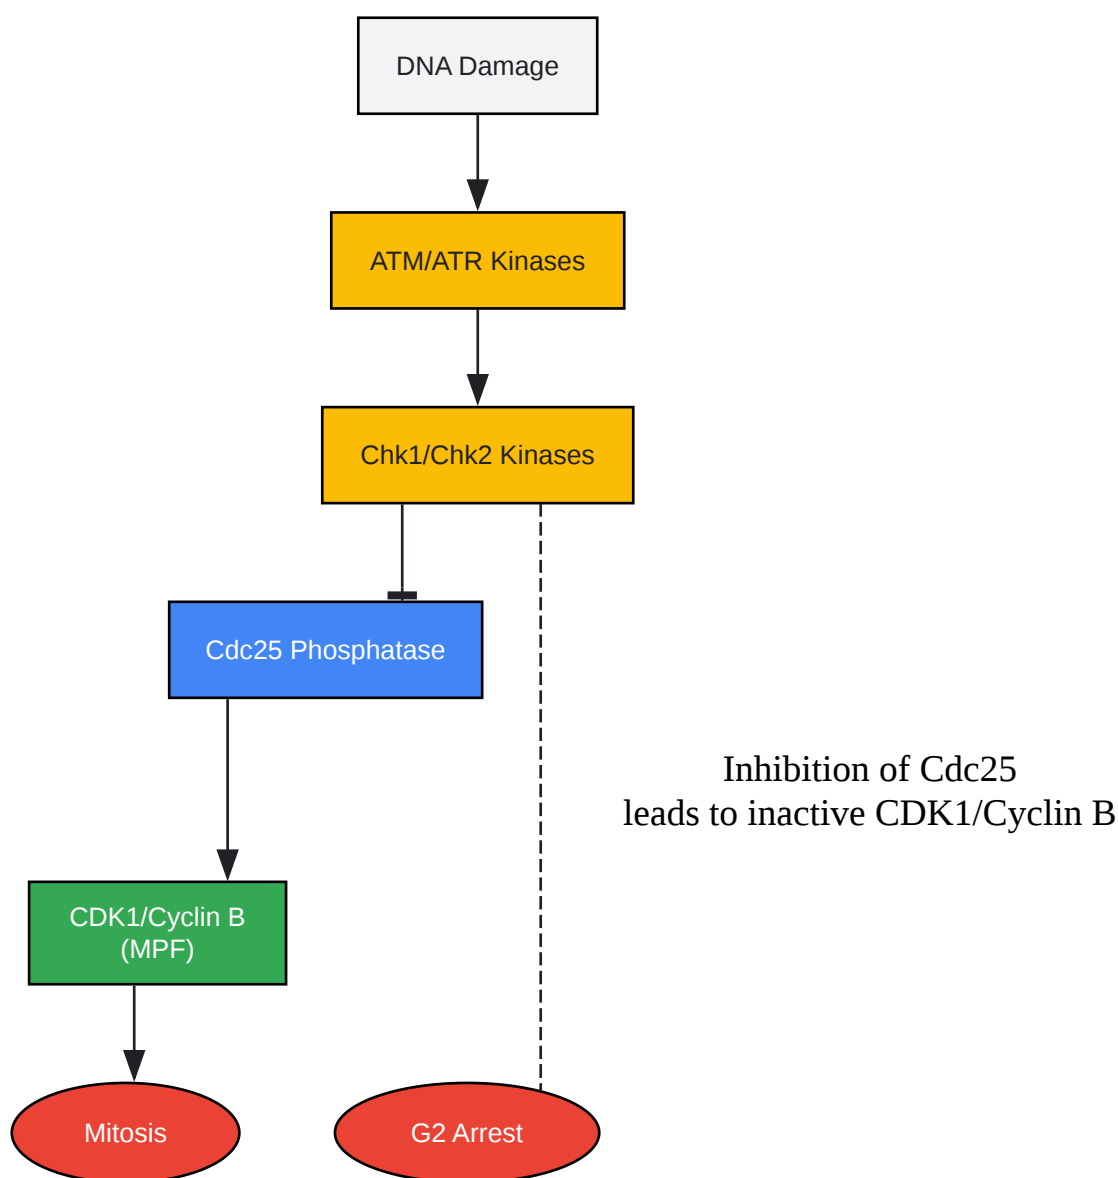 DNA Damage
ATM/ATR Kinases
Chk1/Chk2 Kinases
Cdc25 Phosphatase
Inhibition of Cdc25
leads to inactive CDK1/Cyclin B
CDK1/Cyclin B
(MPF)
Mitosis
G2 Arrest